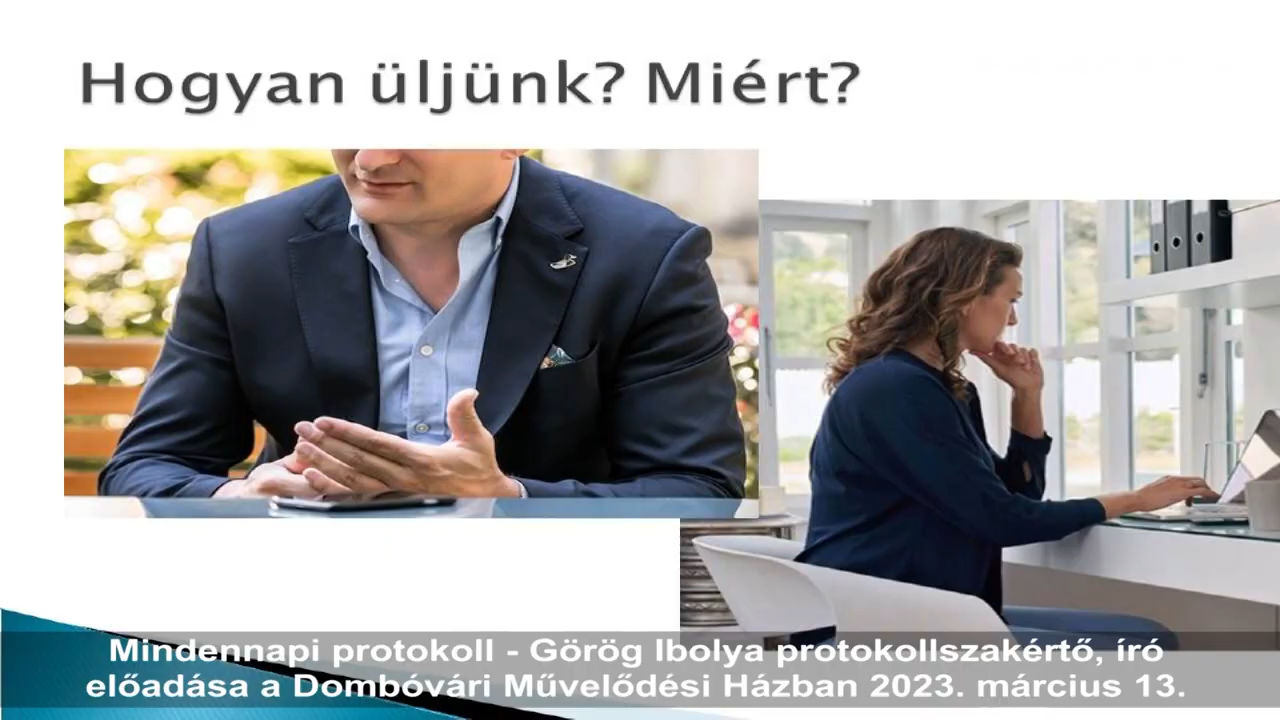 Hogyan üljünk? Miért?
Mindennapi protokoll - Görög Ibolya protokollszakértő, író
előadása a Dombóvári Művelődési Házban 2023. március 13.